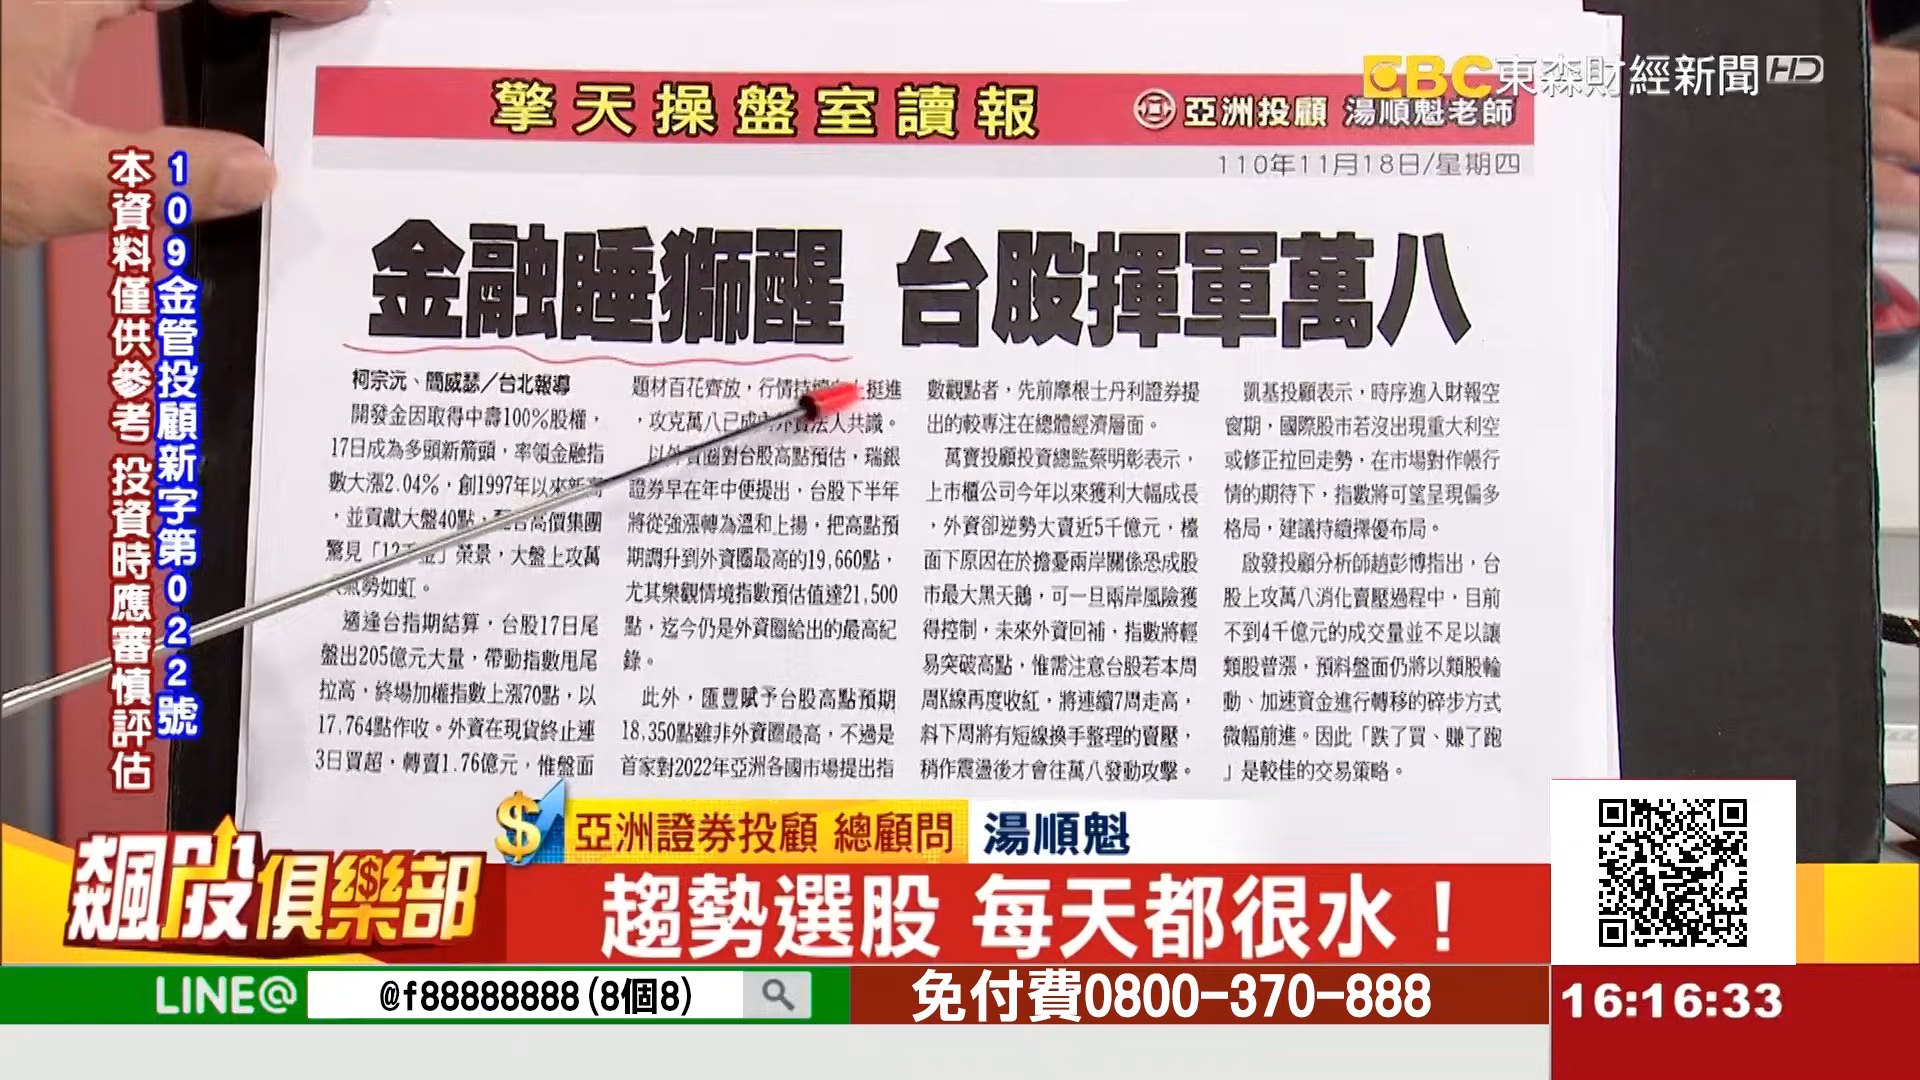 EBC 東森財經新聞 HD
擎天操盤室讀報
亞洲投顧 湯順魁老師
110年11月18日/星期四
109金管投顧新字第022號
本資料僅供參考 投資時應審慎評估
金融睡獅醒 台股揮軍萬八
柯宗沅、簡威瑟／台北報導
開發金因取得中壽100%股權，
17日成為多頭新箭頭，率領金融指
數大漲2.04%，創1997年以來新高
，並貢獻大盤40點，配合高價集團
驚見「12千金」榮景，大盤上攻萬
氣勢如虹。
適逢台指期結算，台股17日尾
盤出205億元大量，帶動指數甩尾
拉高，終場加權指數上漲70點，以
17,764點作收。外資在現貨終止連
3日買超，轉賣1.76億元，惟盤面
題材百花齊放，行情持續向上挺進
，攻克萬八已成內外資法人共識。
以外資圈對台股高點預估，瑞銀
證券早在年中便提出，台股下半年
將從強漲轉為溫和上揚，把高點預
期調升到外資圈最高的19,660點，
尤其樂觀情境指數預估值達21,500
點，迄今仍是外資圈給出的最高紀
錄。
此外，匯豐賦予台股高點預期
18,350點雖非外資圈最高，不過是
首家對2022年亞洲各國市場提出指
數觀點者，先前摩根士丹利證券提
出的較專注在總體經濟層面。
萬寶投顧投資總監蔡明彰表示，
上市櫃公司今年以來獲利大幅成長
，外資卻逆勢大賣近5千億元，檯
面下原因在於擔憂兩岸關係恐成股
市最大黑天鵝，可一旦兩岸風險獲
得控制，未來外資回補，指數將輕
易突破高點，惟需注意台股若本周
周K線再度收紅，將連續7周走高，
料下周將有短線換手整理的賣壓，
稍作震盪後才會往萬八發動攻擊。
凱基投顧表示，時序進入財報空
窗期，國際股市若沒出現重大利空
或修正拉回走勢，在市場對作帳行
情的期待下，指數將可望呈現偏多
格局，建議持續擇優布局。
啟發投顧分析師趙彭博指出，台
股上攻萬八消化賣壓過程中，目前
不到4千億元的成交量並不足以讓
類股普漲，預料盤面仍將以類股輪
動、加速資金進行轉移的碎步方式
微幅前進。因此「跌了買、賺了跑
」是較佳的交易策略。
亞洲證券投顧 總顧問 湯順魁
飆股俱樂部
趨勢選股 每天都很水！
LINE@ @f88888888(8個8)
免付費0800-370-888
16:16:33